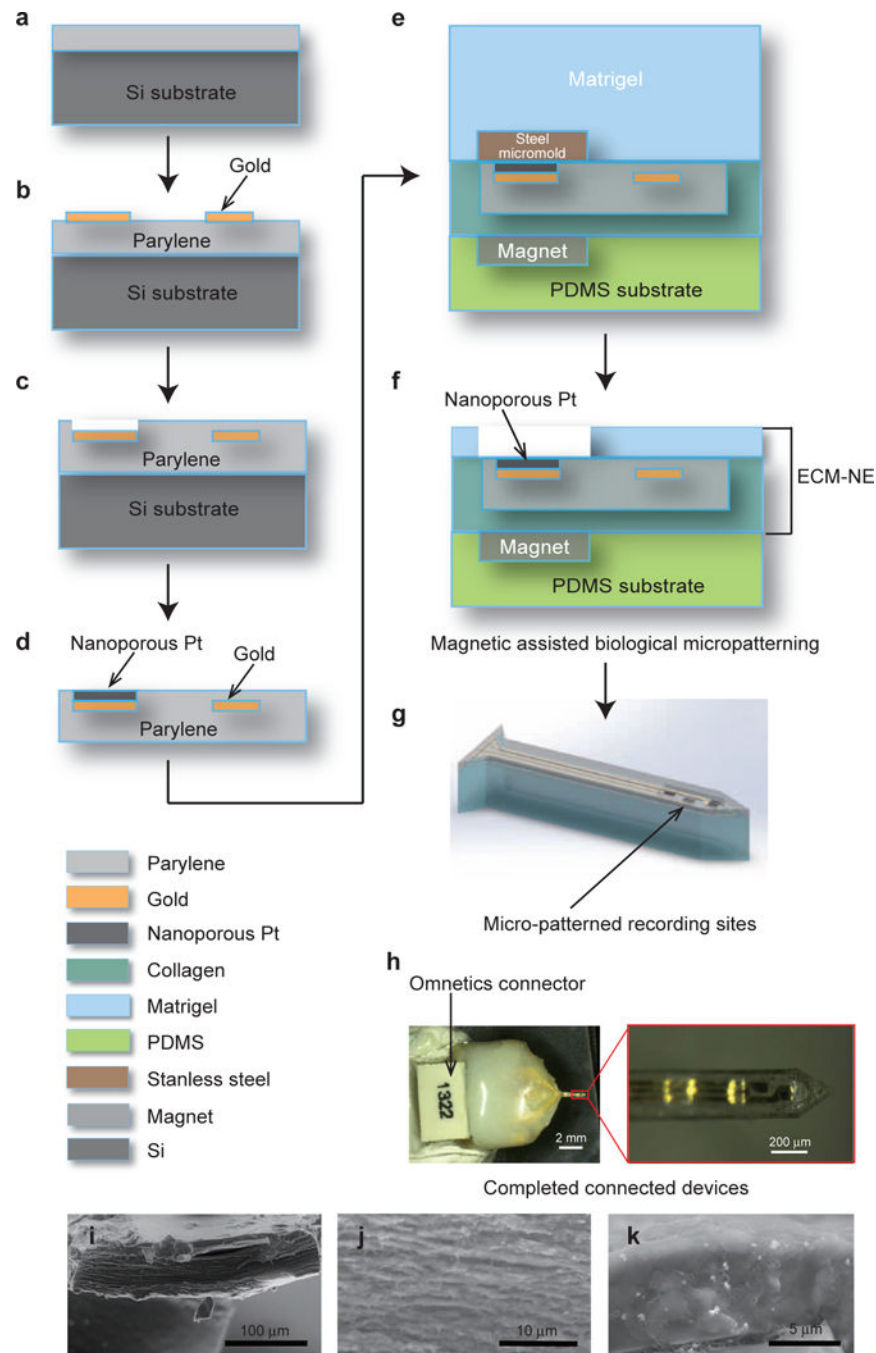 a
Si substrate
Gold
b
Parylene
Si substrate
c
Parylene
Si substrate
d
Nanoporous Pt
Gold
Parylene
e
Matrigel
Steel
micromold
Magnet
PDMS substrate
f
Nanoporous Pt
ECM-NE
Magnet
PDMS substrate
Magnetic assisted biological micropatterning
g
Micro-patterned recording sites
Parylene
Gold
Nanoporous Pt
Collagen
Matrigel
PDMS
Stanless steel
Magnet
Si
h
Omnetics connector
1322
2 mm
200 μm
Completed connected devices
i
100 μm
j
10 μm
k
5 μm